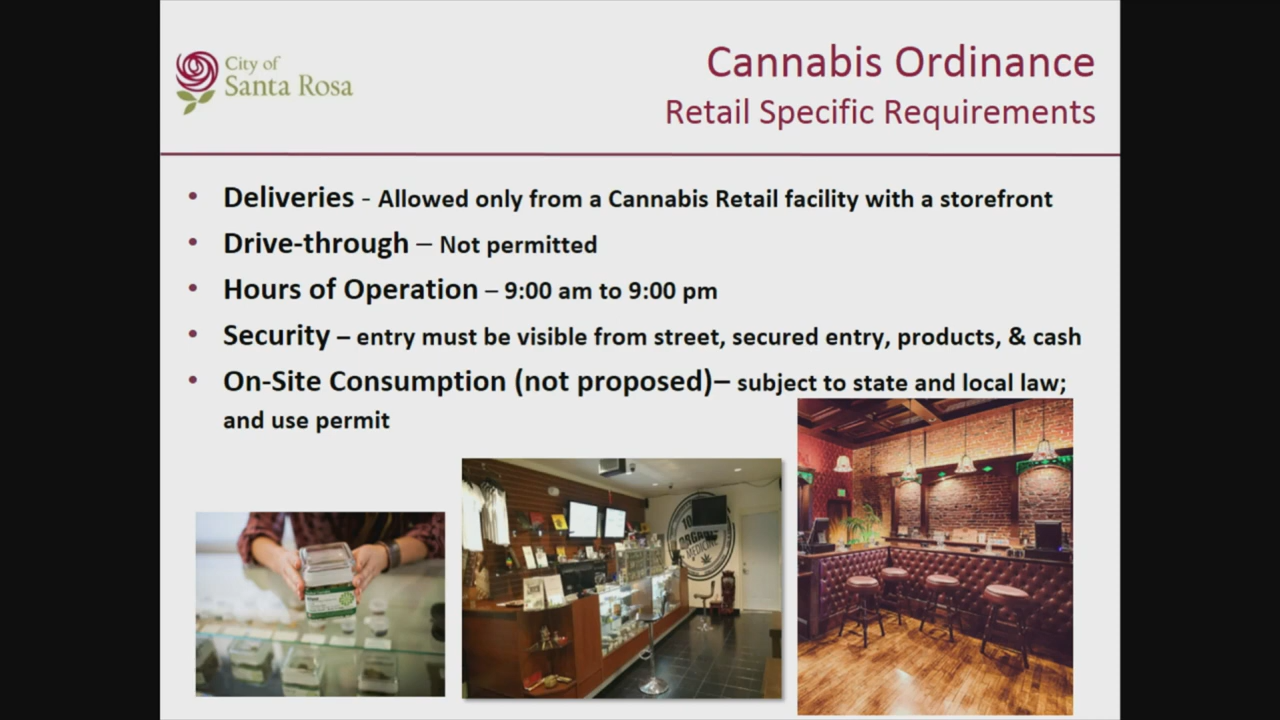 City of
Santa Rosa
Cannabis Ordinance
Retail Specific Requirements
• Deliveries - Allowed only from a Cannabis Retail facility with a storefront
• Drive-through – Not permitted
• Hours of Operation – 9:00 am to 9:00 pm
• Security – entry must be visible from street, secured entry, products, & cash
• On-Site Consumption (not proposed)– subject to state and local law;
and use permit
ORGANIC
MEDICINE